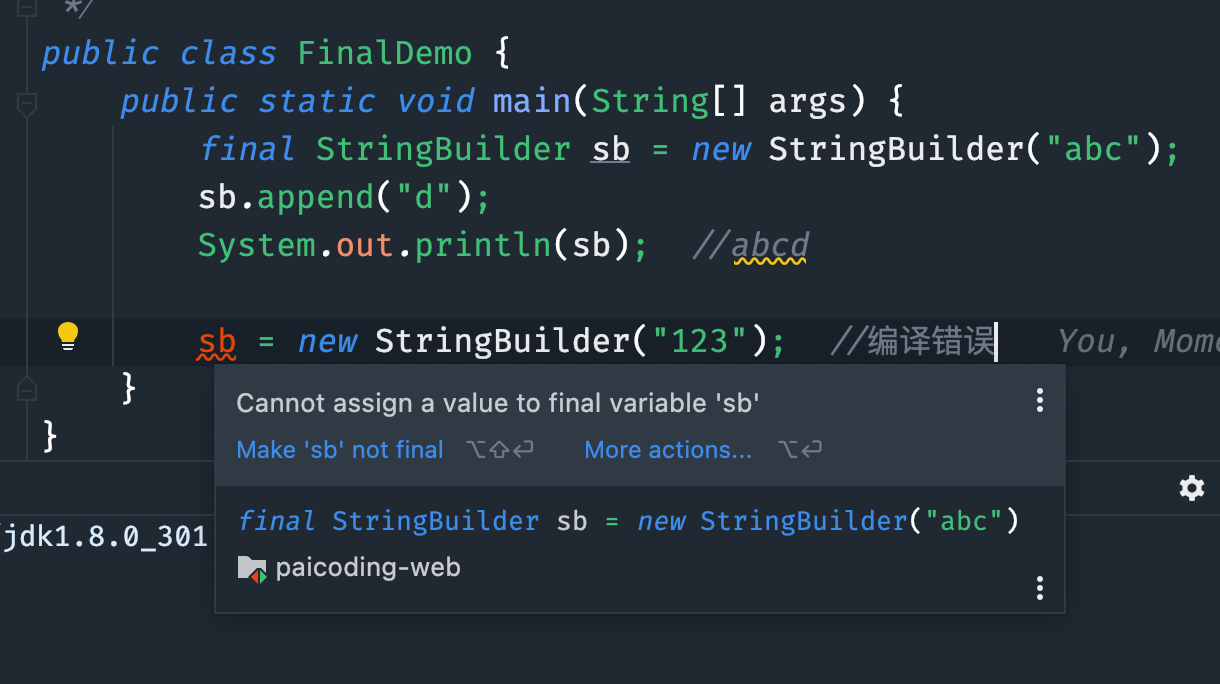 */
public class FinalDemo {
public static void main(String[] args) {
final StringBuilder sb = new StringBuilder("abc");
sb.append("d");
System.out.println(sb);  //abcd
sb = new StringBuilder("123");  //编译错误  You,
}
}
Cannot assign a value to final variable 'sb'
Make 'sb' not final ⌥⇧⏎ More actions... ⌥⏎
final StringBuilder sb = new StringBuilder("abc")
paicoding-web
/jdk1.8.0_301